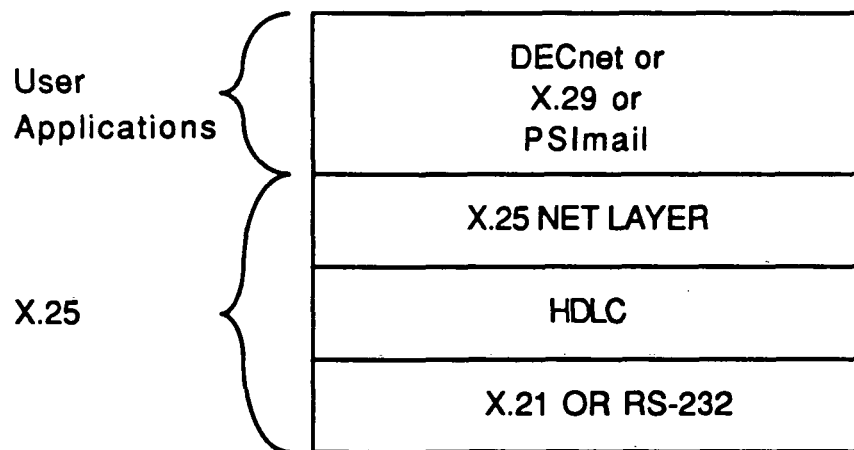 User
Applications
DECnet or
X.29 or
PSImail
X.25 NET LAYER
X.25
HDLC
X.21 OR RS-232